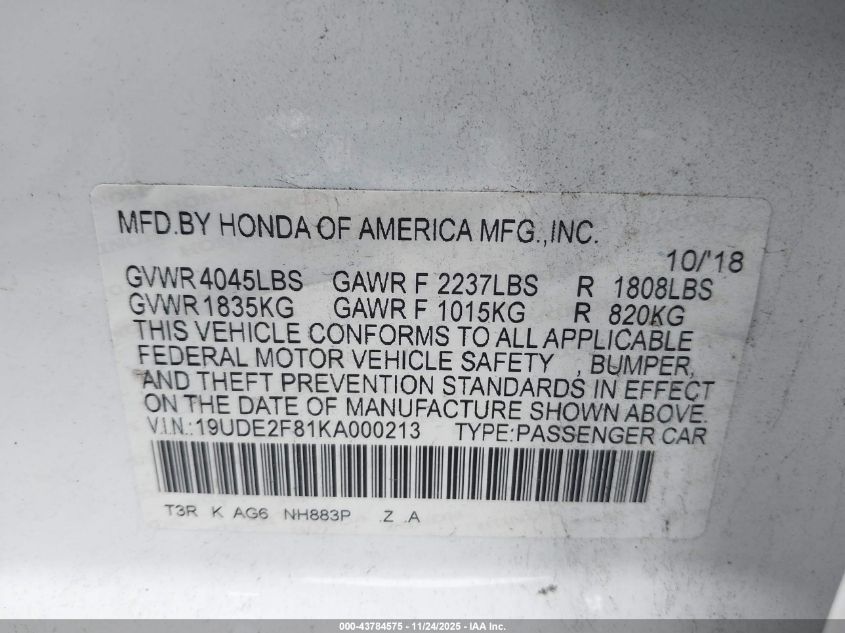 MFD.BY HONDA OF AMERICA MFG.,INC.
10/'18
GVWR 4045LBS GAWR F 2237LBS R 1808LBS
GVWR 1835KG GAWR F 1015KG R 820KG
THIS VEHICLE CONFORMS TO ALL APPLICABLE
FEDERAL MOTOR VEHICLE SAFETY , BUMPER,
AND THEFT PREVENTION STANDARDS IN EFFECT
ON THE DATE OF MANUFACTURE SHOWN ABOVE.
V.I.N.:19UDE2F81KA000213 TYPE:PASSENGER CAR
T3R K AG6 NH883P .Z .A
000-43784575 - 11/24/2025 - IAA Inc.